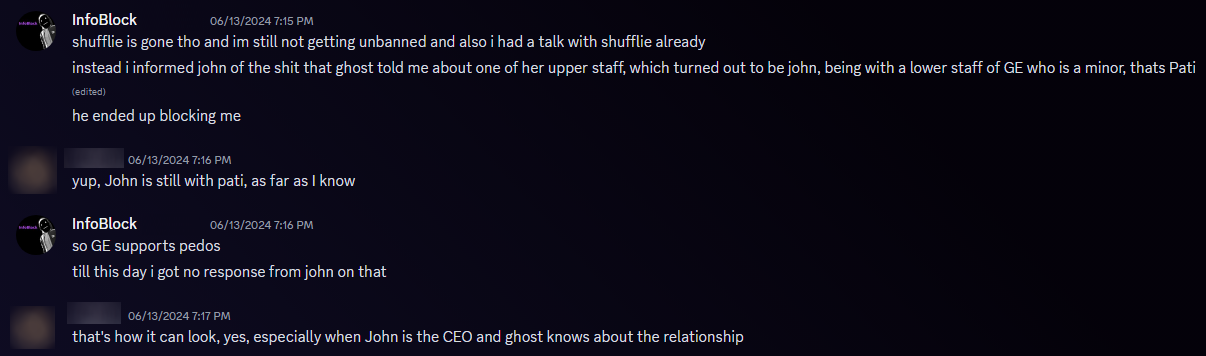 InfoBlock 06/13/2024 7:15 PM
shufflie is gone tho and im still not getting unbanned and also i had a talk with shufflie already
instead i informed john of the shit that ghost told me about one of her upper staff, which turned out to be john, being with a lower staff of GE who is a minor, thats Pati
(edited)
he ended up blocking me
06/13/2024 7:16 PM
yup, John is still with pati, as far as I know
InfoBlock 06/13/2024 7:16 PM
so GE supports pedos
till this day i got no response from john on that
06/13/2024 7:17 PM
that's how it can look, yes, especially when John is the CEO and ghost knows about the relationship